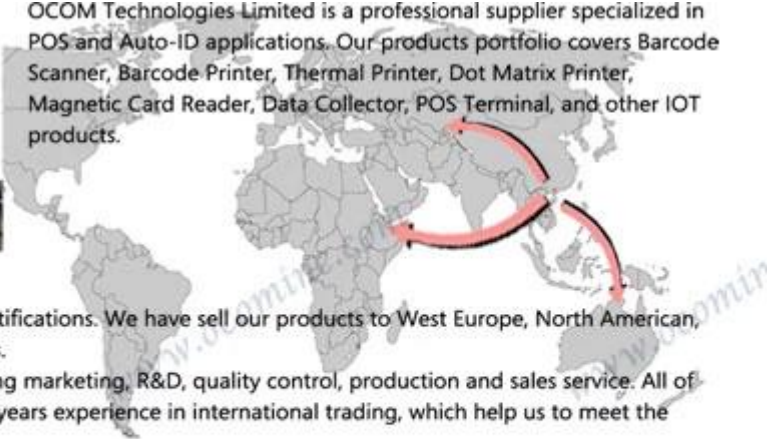 OCOM Technologies Limited is a professional supplier specialized in
POS and Auto-ID applications. Our products portfolio covers Barcode
Scanner, Barcode Printer, Thermal Printer, Dot Matrix Printer,
Magnetic Card Reader, Data Collector, POS Terminal, and other IOT
products.
tifications. We have sell our products to West Europe, North American,
s.
ng marketing, R&D, quality control, production and sales service. All of
years experience in international trading, which help us to meet the